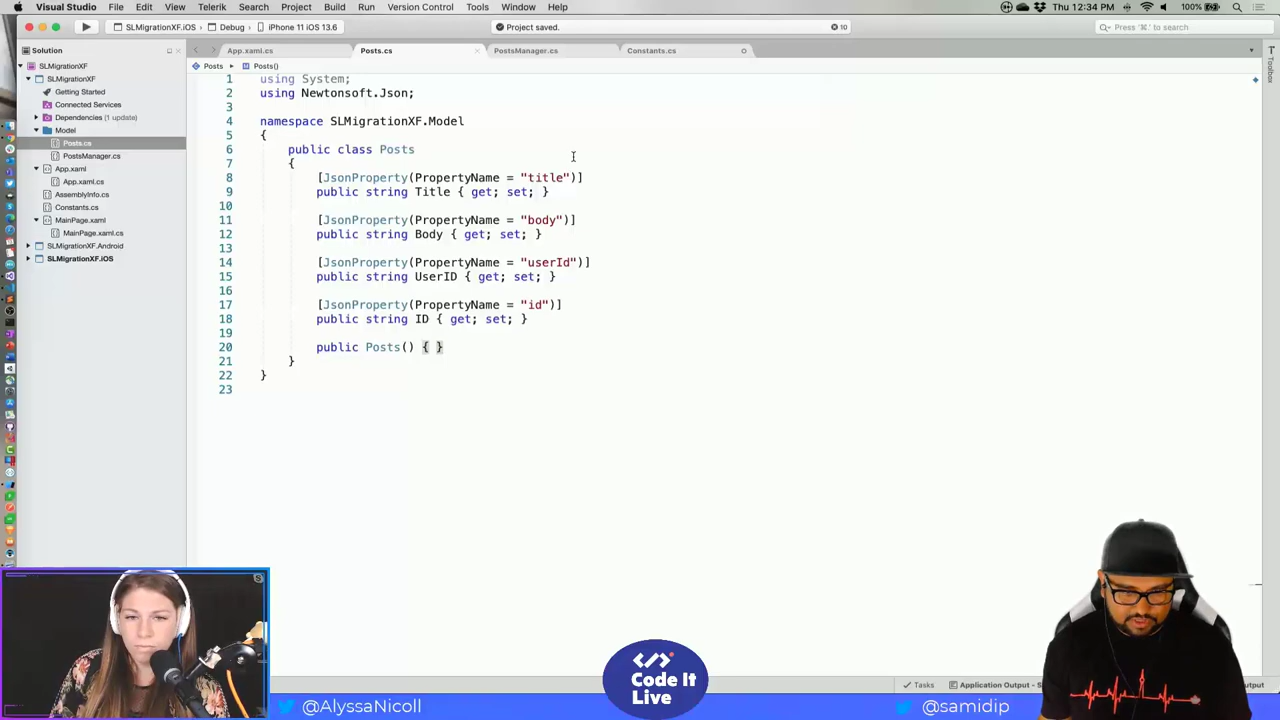 Visual Studio File Edit View Telerik Search Project Build Run Version Control Tools Window Help
100% Thu 12:34 PM
SLMigrationXF.iOS Debug iPhone 11 iOS 13.6
Project saved.
10
Press '⌘.' to search
Solution
App.xaml.cs
Posts.cs
PostsManager.cs
Constants.cs
Toolbox
Posts
Posts()
SLMigrationXF
SLMigrationXF
Getting Started
Connected Services
Dependencies (1 update)
Model
Posts.cs
PostsManager.cs
App.xaml
App.xaml.cs
AssemblyInfo.cs
Constants.cs
MainPage.xaml
MainPage.xaml.cs
SLMigrationXF.Android
SLMigrationXF.iOS
1 using System;
2 using Newtonsoft.Json;
3
4 namespace SLMigrationXF.Model
5 {
6 public class Posts
7 {
8 [JsonProperty(PropertyName = "title")]
9 public string Title { get; set; }
10
11 [JsonProperty(PropertyName = "body")]
12 public string Body { get; set; }
13
14 [JsonProperty(PropertyName = "userId")]
15 public string UserID { get; set; }
16
17 [JsonProperty(PropertyName = "id")]
18 public string ID { get; set; }
19
20 public Posts() { }
21 }
22 }
23
Tasks
Application Output - S
utput
</> Code It
Live
@AlyssaNicoll
@samidip